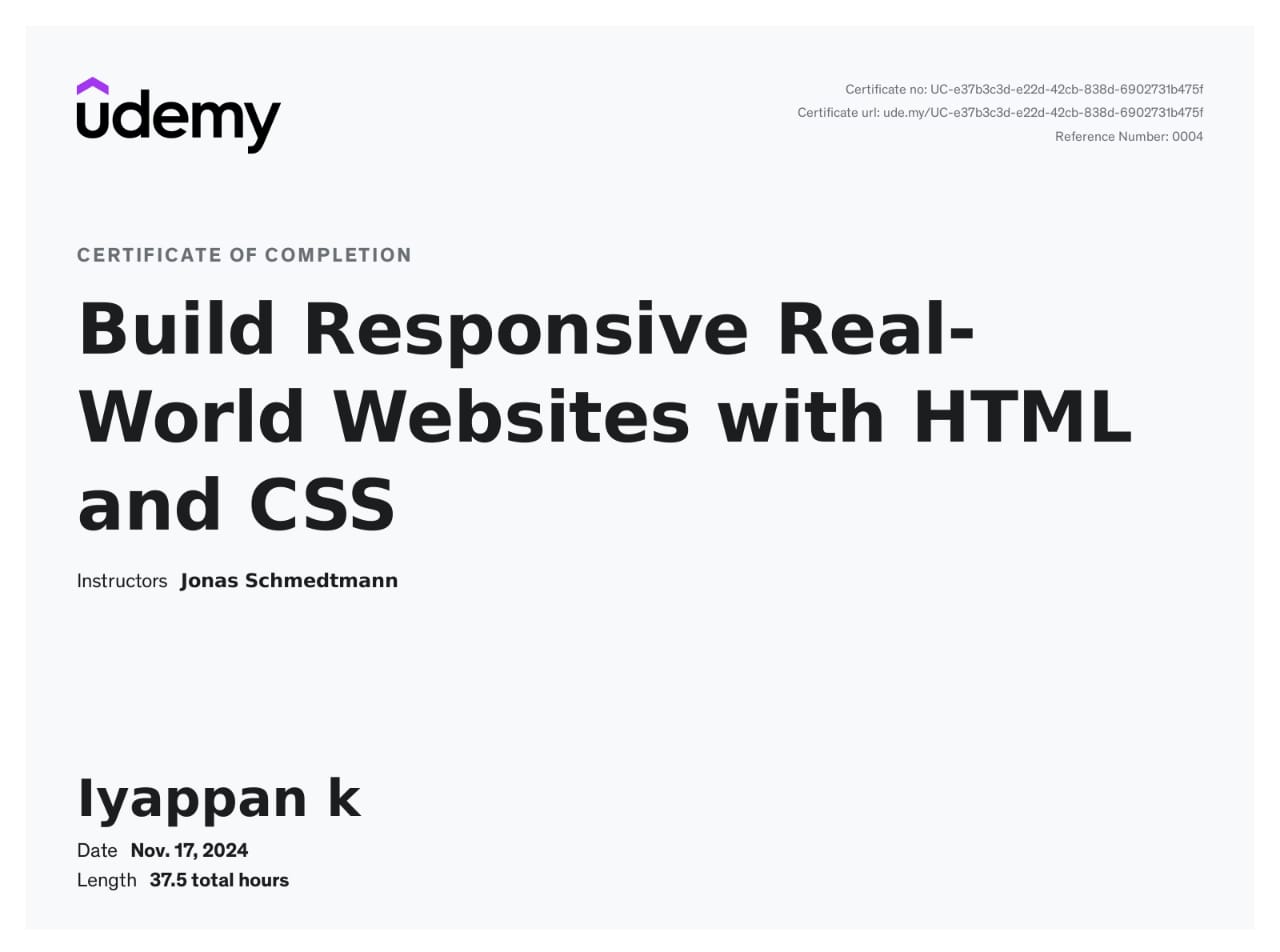 udemy
Certificate no: UC-e37b3c3d-e22d-42cb-838d-6902731b475f
Certificate url: ude.my/UC-e37b3c3d-e22d-42cb-838d-6902731b475f
Reference Number: 0004
CERTIFICATE OF COMPLETION
Build Responsive Real-
World Websites with HTML
and CSS
Instructors Jonas Schmedtmann
Iyappan k
Date Nov. 17, 2024
Length 37.5 total hours